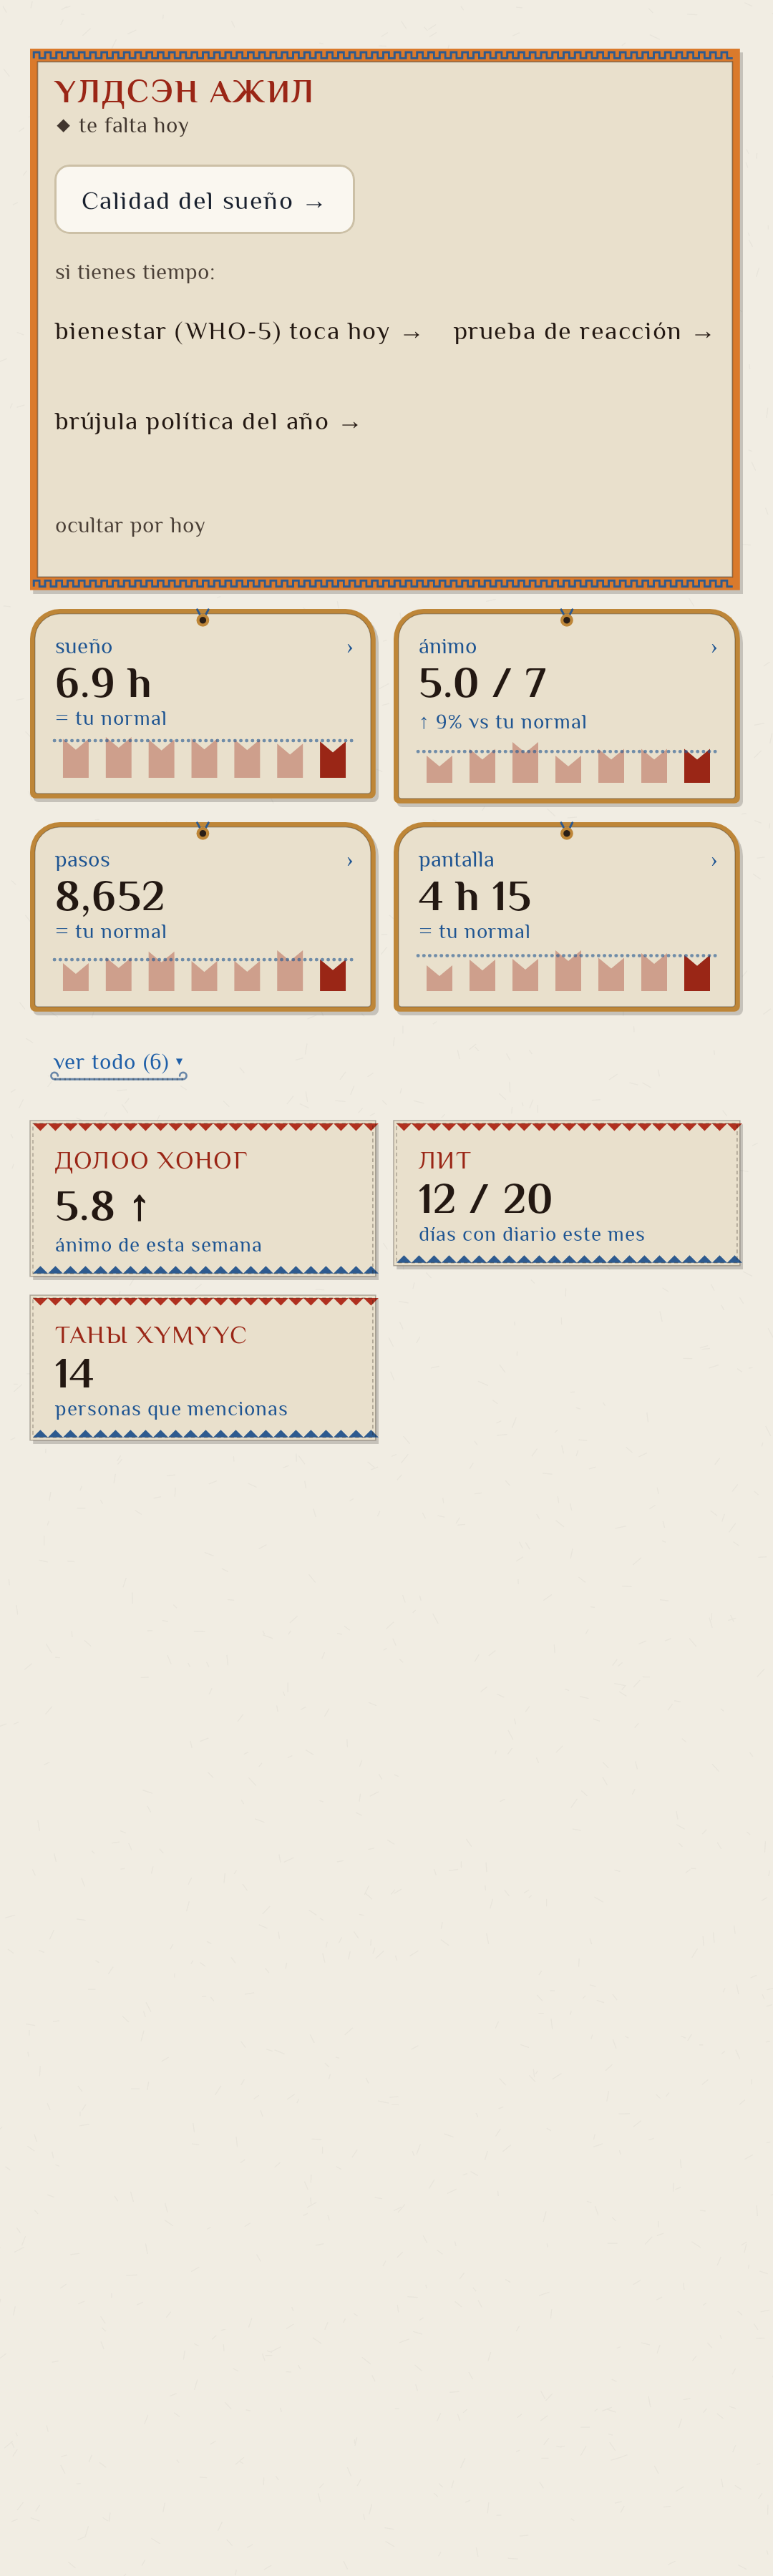 ҮЛДСЭН АЖИЛ
◆ te falta hoy
Calidad del sueño →
si tienes tiempo:
bienestar (WHO-5) toca hoy → prueba de reacción →
brújula política del año →
ocultar por hoy
sueño ›
6.9 h
= tu normal
ánimo ›
5.0 / 7
↑ 9% vs tu normal
pasos ›
8,652
= tu normal
pantalla ›
4 h 15
= tu normal
ver todo (6) ▾
ДОЛОО ХОНОГ
5.8 ↑
ánimo de esta semana
ЛИТ
12 / 20
días con diario este mes
ТАНЫ ХҮМҮҮС
14
personas que mencionas